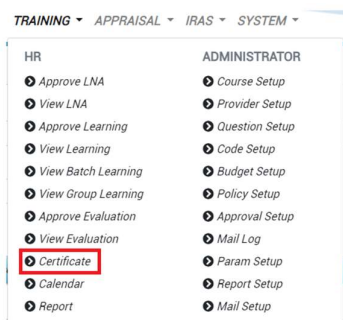 TRAINING APPRAISAL IRAS SYSTEM
HR
Approve LNA
View LNA
Approve Learning
View Learning
View Batch Learning
View Group Learning
Approve Evaluation
View Evaluation
Certificate
Calendar
Report
ADMINISTRATOR
Course Setup
Provider Setup
Question Setup
Code Setup
Budget Setup
Policy Setup
Approval Setup
Mail Log
Param Setup
Report Setup
Mail Setup